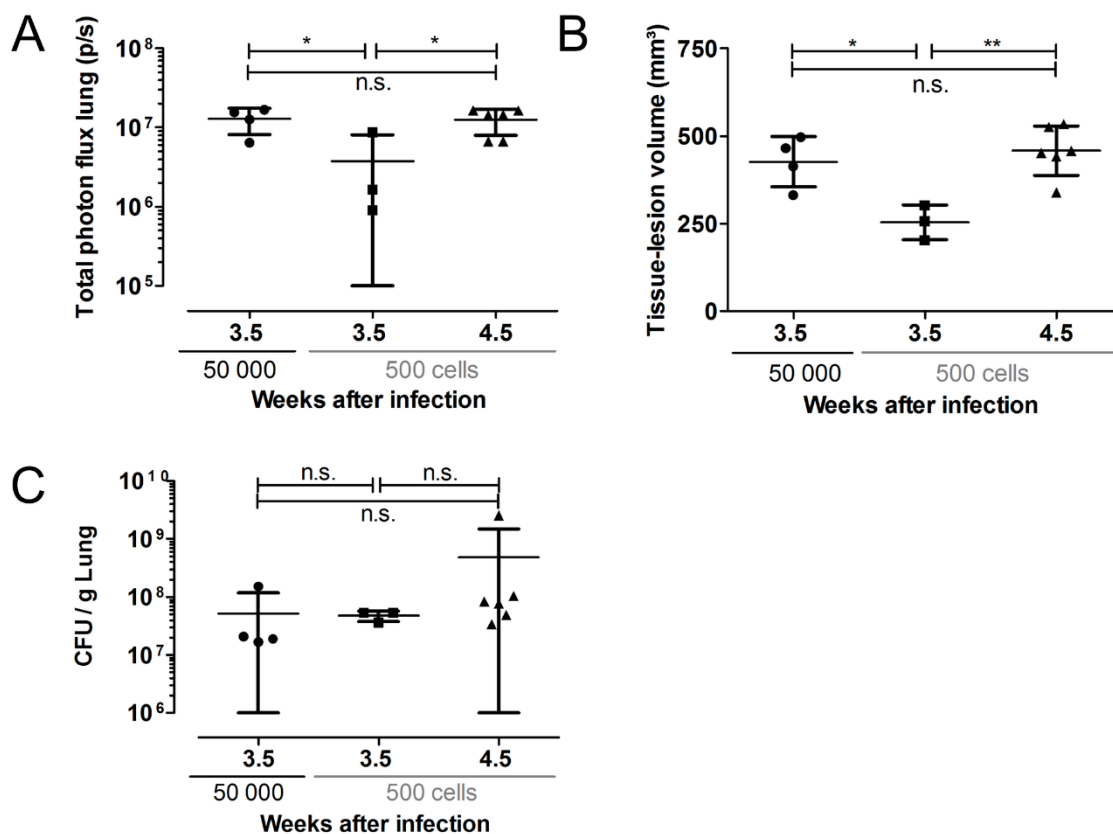 A
Total photon flux lung (p/s)
10⁸
10⁷
10⁶
10⁵
* *
n.s.
3.5 3.5 4.5
50 000 500 cells
Weeks after infection
B
Tissue-lesion volume (mm³)
750
500
250
0
* **
n.s.
3.5 3.5 4.5
50 000 500 cells
Weeks after infection
C
CFU / g Lung
10¹⁰
10⁹
10⁸
10⁷
10⁶
n.s. n.s.
n.s.
3.5 3.5 4.5
50 000 500 cells
Weeks after infection